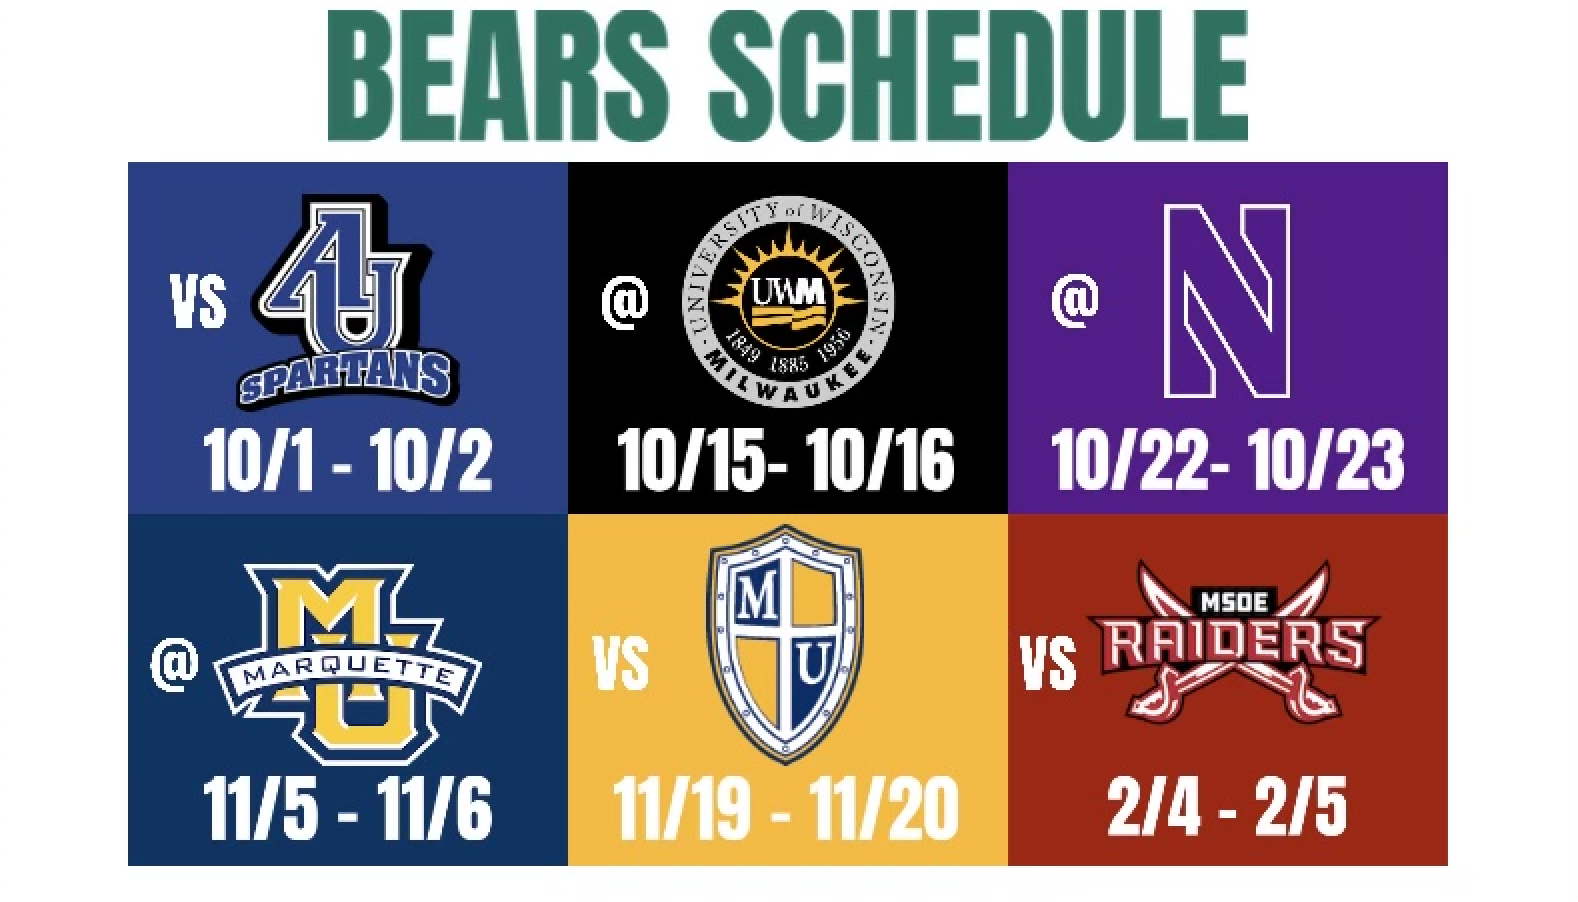 BEARS SCHEDULE
VS
AU
SPARTANS
10/1 - 10/2
@
UNIVERSITY of WISCONSIN
UWM
1849 1885 1956
MILWAUKEE
10/15- 10/16
@
N
10/22- 10/23
@
MU
MARQUETTE
11/5 - 11/6
VS
M
U
11/19 - 11/20
VS
MSOE
RAIDERS
2/4 - 2/5